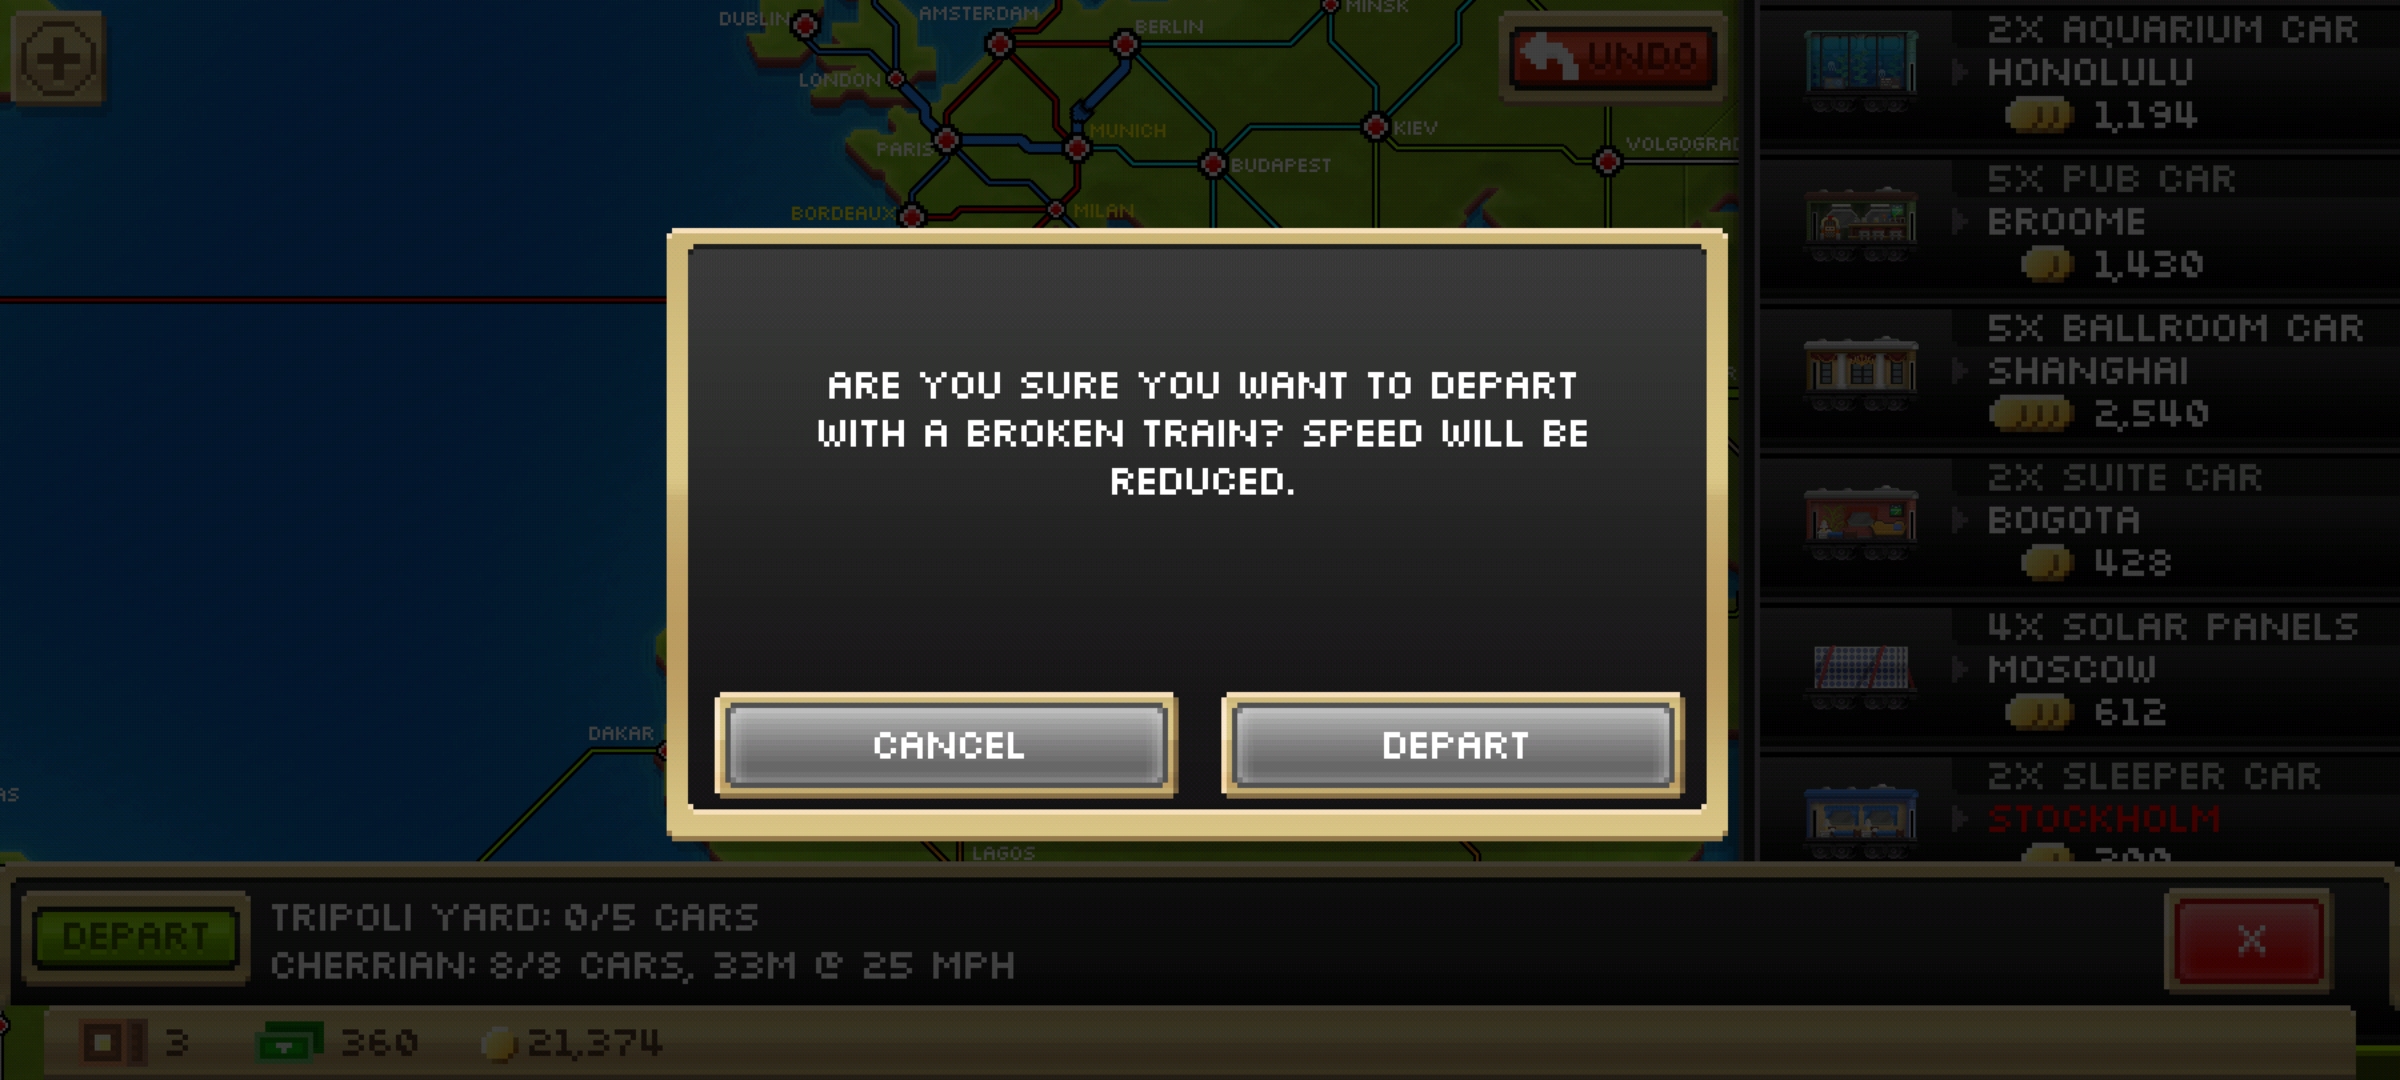 DUBLIN
AMSTERDAM
BERLIN
MINSK
LONDON
PARIS
MUNICH
BUDAPEST
KIEV
VOLGOGRAD
BORDEAUX
MILAN
UNDO
2X AQUARIUM CAR
HONOLULU
1,194
5X PUB CAR
BROOME
1,430
5X BALLROOM CAR
SHANGHAI
2,540
2X SUITE CAR
BOGOTA
428
4X SOLAR PANELS
MOSCOW
612
2X SLEEPER CAR
STOCKHOLM
ARE YOU SURE YOU WANT TO DEPART
WITH A BROKEN TRAIN? SPEED WILL BE
REDUCED.
CANCEL
DEPART
DAKAR
AS
LAGOS
DEPART
TRIPOLI YARD: 0/5 CARS
CHERRIAN: 8/8 CARS, 33M @ 25 MPH
X
3
360
21,374